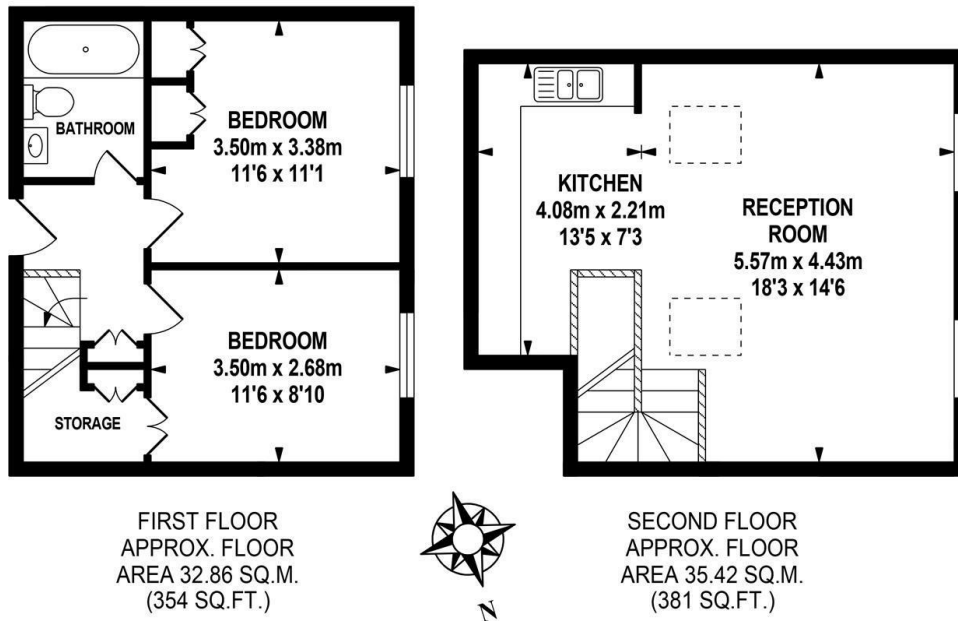 BATHROOM
BEDROOM
3.50m x 3.38m
11'6 x 11'1
BEDROOM
3.50m x 2.68m
11'6 x 8'10
STORAGE
KITCHEN
4.08m x 2.21m
13'5 x 7'3
RECEPTION
ROOM
5.57m x 4.43m
18'3 x 14'6
FIRST FLOOR
APPROX. FLOOR
AREA 32.86 SQ.M.
(354 SQ.FT.)
N
SECOND FLOOR
APPROX. FLOOR
AREA 35.42 SQ.M.
(381 SQ.FT.)